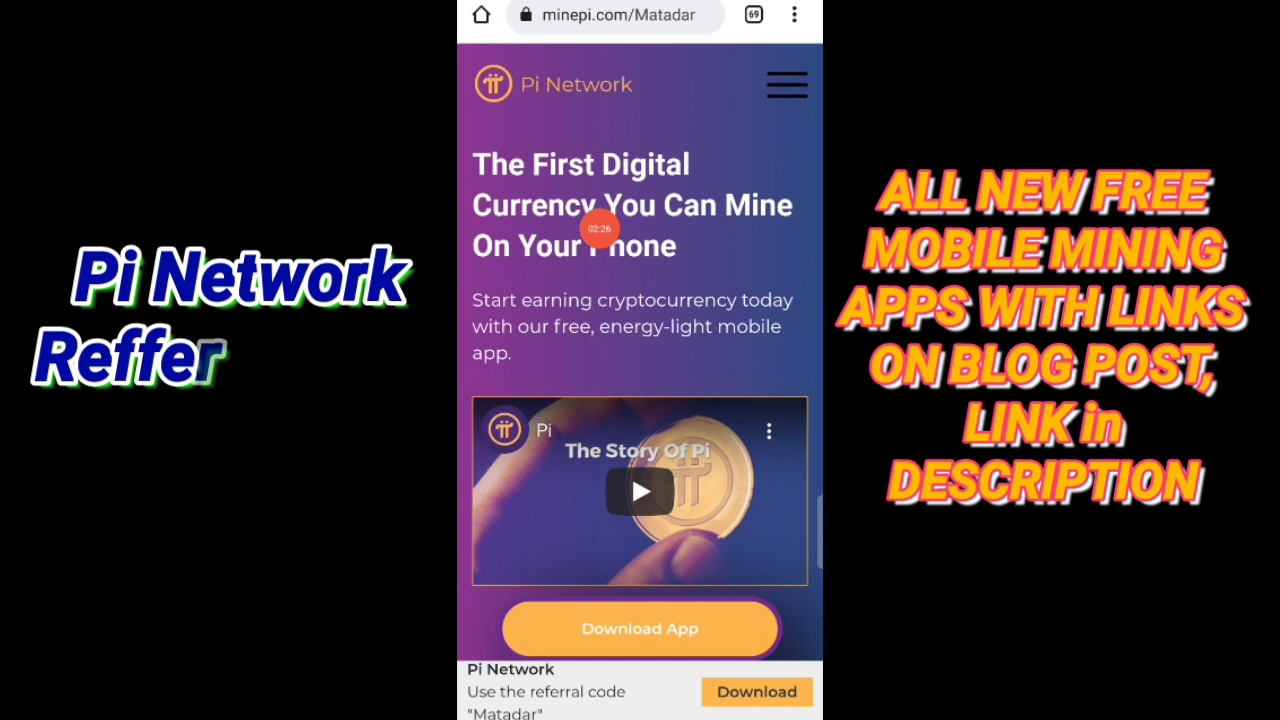 Pi Network
Reffer
minepi.com/Matadar
69
Pi Network
The First Digital
Currency You Can Mine
On Your Phone
02:26
Start earning cryptocurrency today
with our free, energy-light mobile
app.
Pi
The Story Of Pi
Download App
Pi Network
Use the referral code
"Matadar"
Download
ALL NEW FREE
MOBILE MINING
APPS WITH LINKS
ON BLOG POST,
LINK in
DESCRIPTION